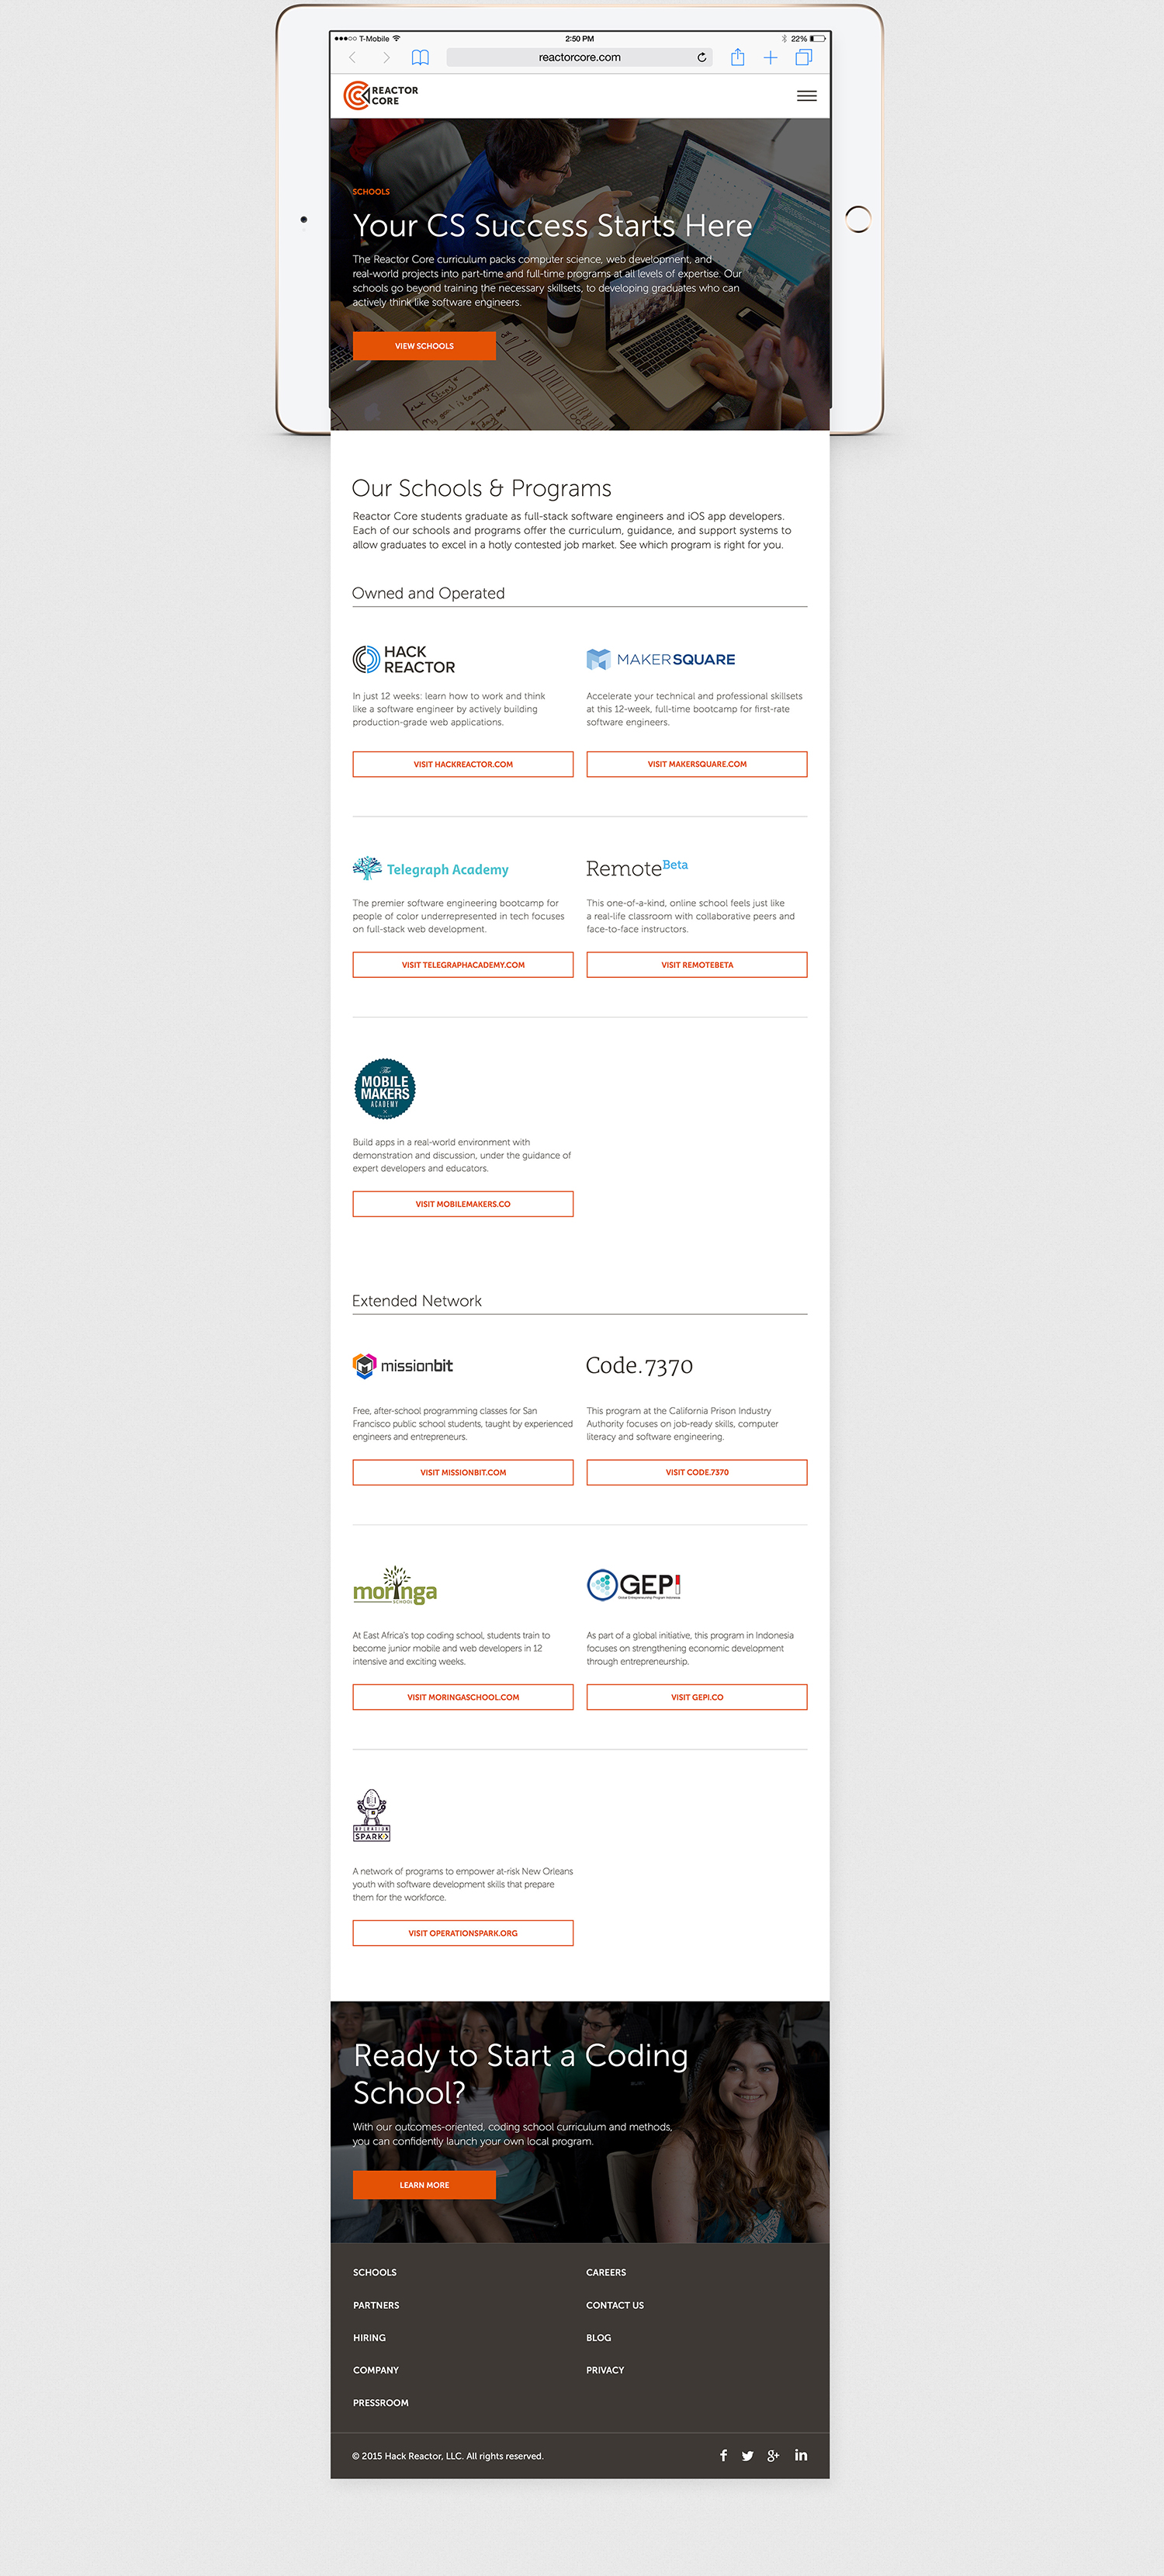 T-Mobile
2:50 PM
22%
reactorcore.com
REACTOR
CORE
SCHOOLS
Your CS Success Starts Here
The Reactor Core curriculum packs computer science, web development, and
real-world projects into part-time and full-time programs at all levels of expertise. Our
schools go beyond training the necessary skillsets, to developing graduates who can
actively think like software engineers.
VIEW SCHOOLS
Our Schools & Programs
Reactor Core students graduate as full-stack software engineers and iOS app developers.
Each of our schools and programs offer the curriculum, guidance, and support systems to
allow graduates to excel in a hotly contested job market. See which program is right for you.
Owned and Operated
HACK
REACTOR
In just 12 weeks: learn how to work and think
like a software engineer by actively building
production-grade web applications.
VISIT HACKREACTOR.COM
MAKERSQUARE
Accelerate your technical and professional skillsets
at this 12-week, full-time bootcamp for first-rate
software engineers.
VISIT MAKERSQUARE.COM
Telegraph Academy
The premier software engineering bootcamp for
people of color underrepresented in tech focuses
on full-stack web development.
VISIT TELEGRAPHACADEMY.COM
RemoteBeta
This one-of-a-kind, online school feels just like
a real-life classroom with collaborative peers and
face-to-face instructors.
VISIT REMOTEBETA
The
MOBILE
MAKERS
ACADEMY
Build apps in a real-world environment with
demonstration and discussion, under the guidance of
expert developers and educators.
VISIT MOBILEMAKERS.CO
Extended Network
missionbit
Free, after-school programming classes for San
Francisco public school students, taught by experienced
engineers and entrepreneurs.
VISIT MISSIONBIT.COM
Code.7370
This program at the California Prison Industry
Authority focuses on job-ready skills, computer
literacy and software engineering.
VISIT CODE.7370
moringa
SCHOOL
At East Africa's top coding school, students train to
become junior mobile and web developers in 12
intensive and exciting weeks.
VISIT MORINGASCHOOL.COM
GEPI
Global Entrepreneurship Program Indonesia
As part of a global initiative, this program in Indonesia
focuses on strengthening economic development
through entrepreneurship.
VISIT GEPI.CO
OPERATION
SPARK
A network of programs to empower at-risk New Orleans
youth with software development skills that prepare
them for the workforce.
VISIT OPERATIONSPARK.ORG
Ready to Start a Coding
School?
With our outcomes-oriented, coding school curriculum and methods,
you can confidently launch your own local program.
LEARN MORE
SCHOOLS
PARTNERS
HIRING
COMPANY
PRESSROOM
CAREERS
CONTACT US
BLOG
PRIVACY
© 2015 Hack Reactor, LLC. All rights reserved.